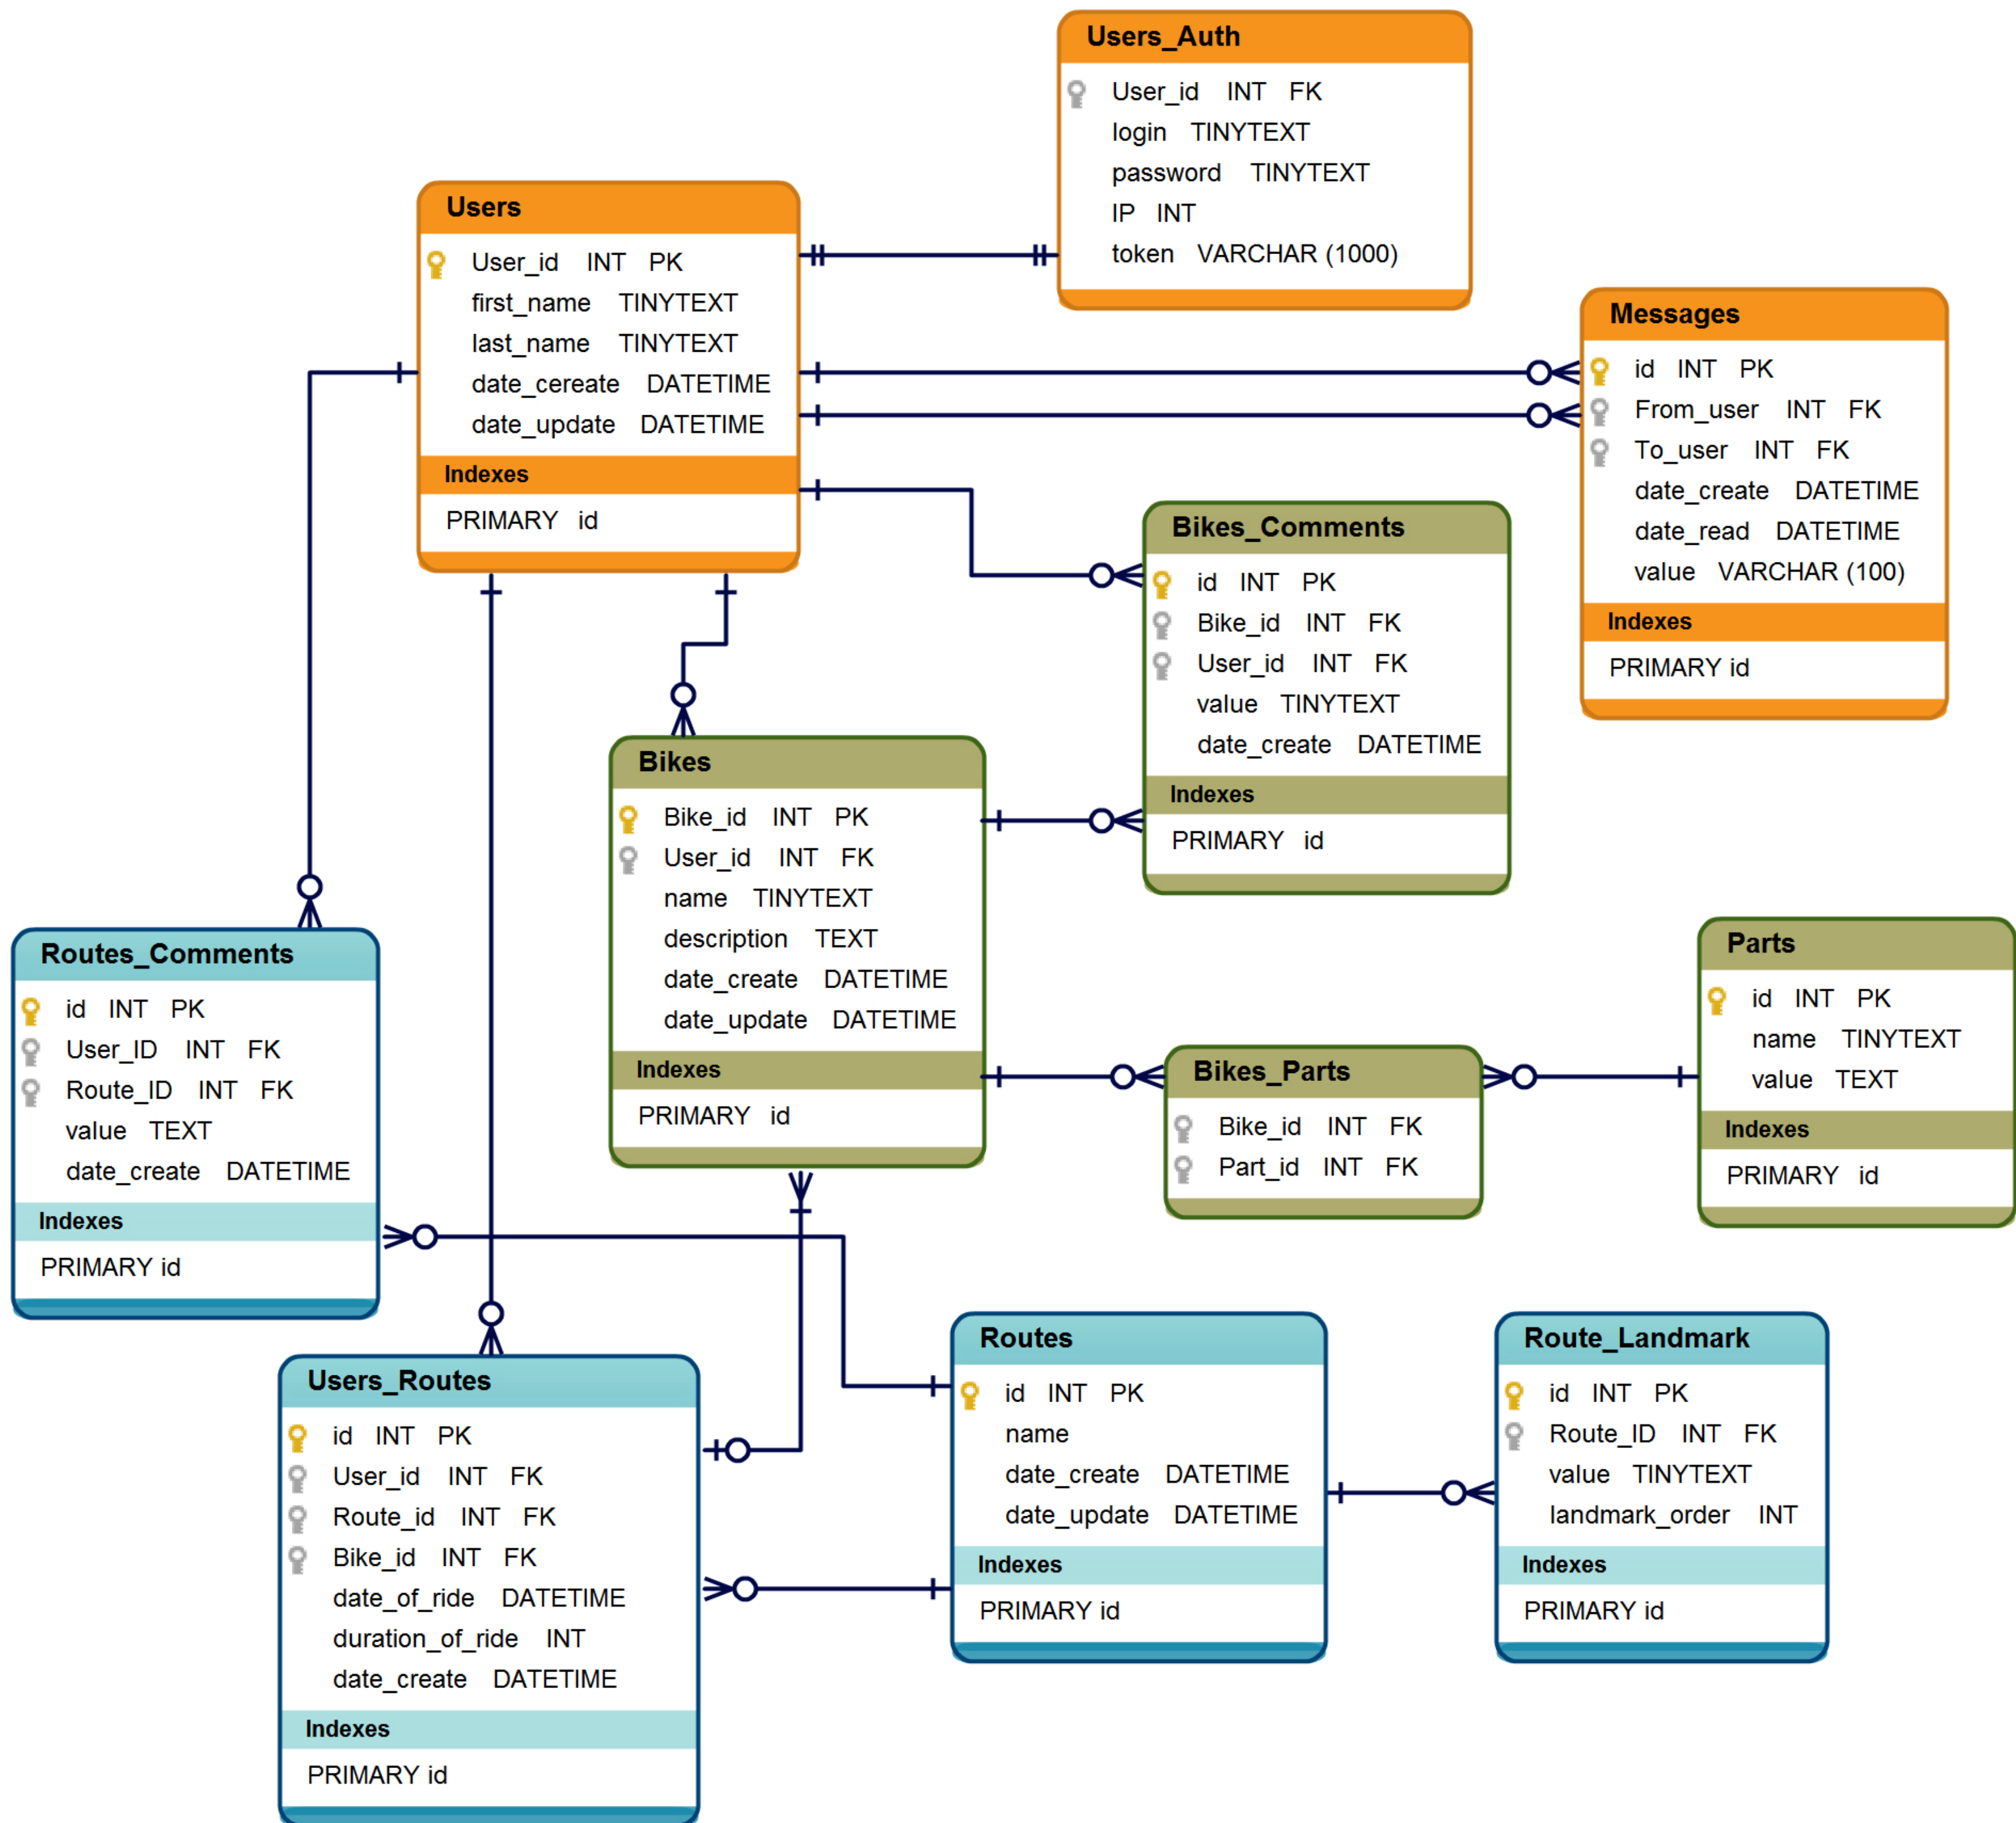 Users_Auth
User_id INT FK
login TINYTEXT
password TINYTEXT
IP INT
token VARCHAR (1000)
Users
User_id INT PK
first_name TINYTEXT
last_name TINYTEXT
date_cereate DATETIME
date_update DATETIME
Indexes
PRIMARY id
Messages
id INT PK
From_user INT FK
To_user INT FK
date_create DATETIME
date_read DATETIME
value VARCHAR (100)
Indexes
PRIMARY id
Bikes_Comments
id INT PK
Bike_id INT FK
User_id INT FK
value TINYTEXT
date_create DATETIME
Indexes
PRIMARY id
Bikes
Bike_id INT PK
User_id INT FK
name TINYTEXT
description TEXT
date_create DATETIME
date_update DATETIME
Indexes
PRIMARY id
Routes_Comments
id INT PK
User_ID INT FK
Route_ID INT FK
value TEXT
date_create DATETIME
Indexes
PRIMARY id
Parts
id INT PK
name TINYTEXT
value TEXT
Indexes
PRIMARY id
Bikes_Parts
Bike_id INT FK
Part_id INT FK
Users_Routes
id INT PK
User_id INT FK
Route_id INT FK
Bike_id INT FK
date_of_ride DATETIME
duration_of_ride INT
date_create DATETIME
Indexes
PRIMARY id
Routes
id INT PK
name
date_create DATETIME
date_update DATETIME
Indexes
PRIMARY id
Route_Landmark
id INT PK
Route_ID INT FK
value TINYTEXT
landmark_order INT
Indexes
PRIMARY id